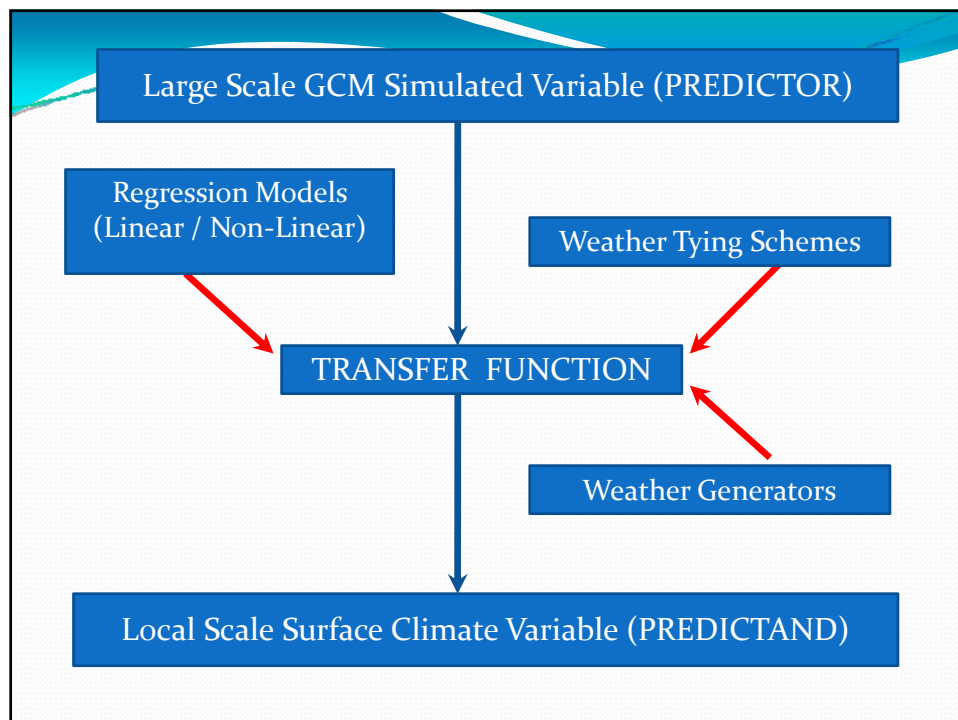 Large Scale GCM Simulated Variable (PREDICTOR)
Regression Models
(Linear / Non-Linear)
Weather Tying Schemes
TRANSFER FUNCTION
Weather Generators
Local Scale Surface Climate Variable (PREDICTAND)